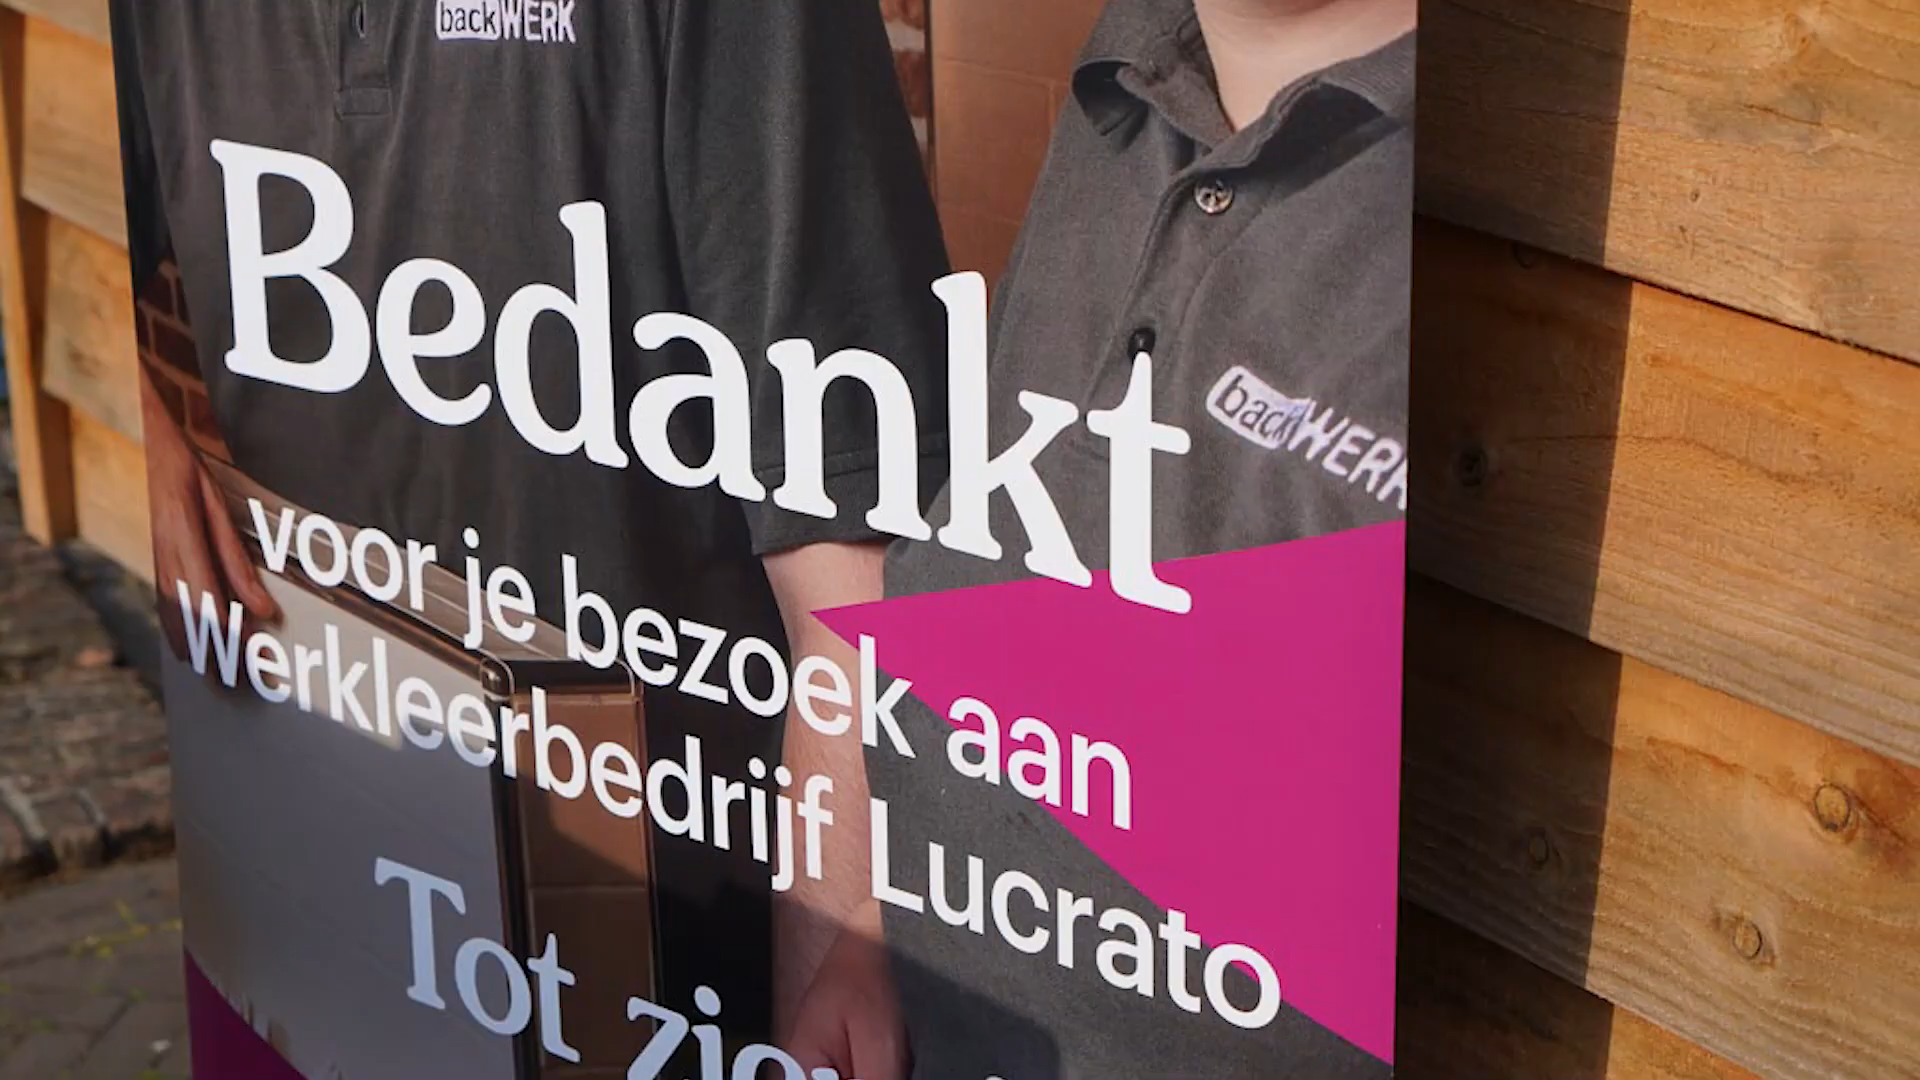 backWERK
Bedankt
backWERK
voor je bezoek aan
Werkleerbedrijf Lucrato
Tot